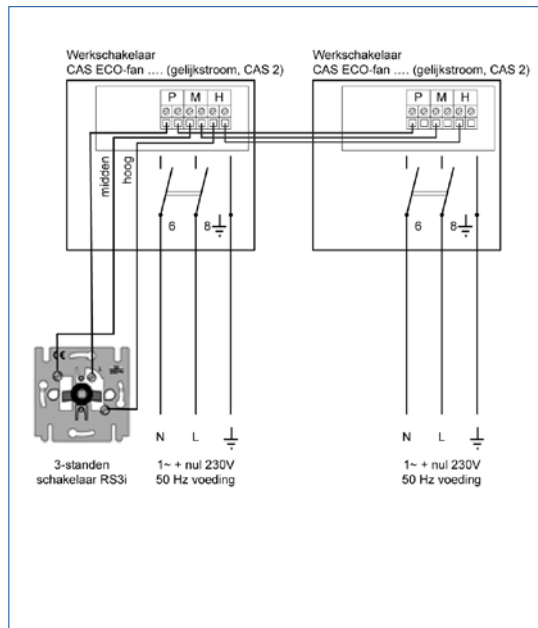 Werkschakelaar
CAS ECO-fan .... (gelijkstroom, CAS 2)
P M H
midden
hoog
6 8
N L
3-standen
schakelaar RS3i
1~ + nul 230V
50 Hz voeding
Werkschakelaar
CAS ECO-fan .... (gelijkstroom, CAS 2)
P M H
6 8
N L
1~ + nul 230V
50 Hz voeding